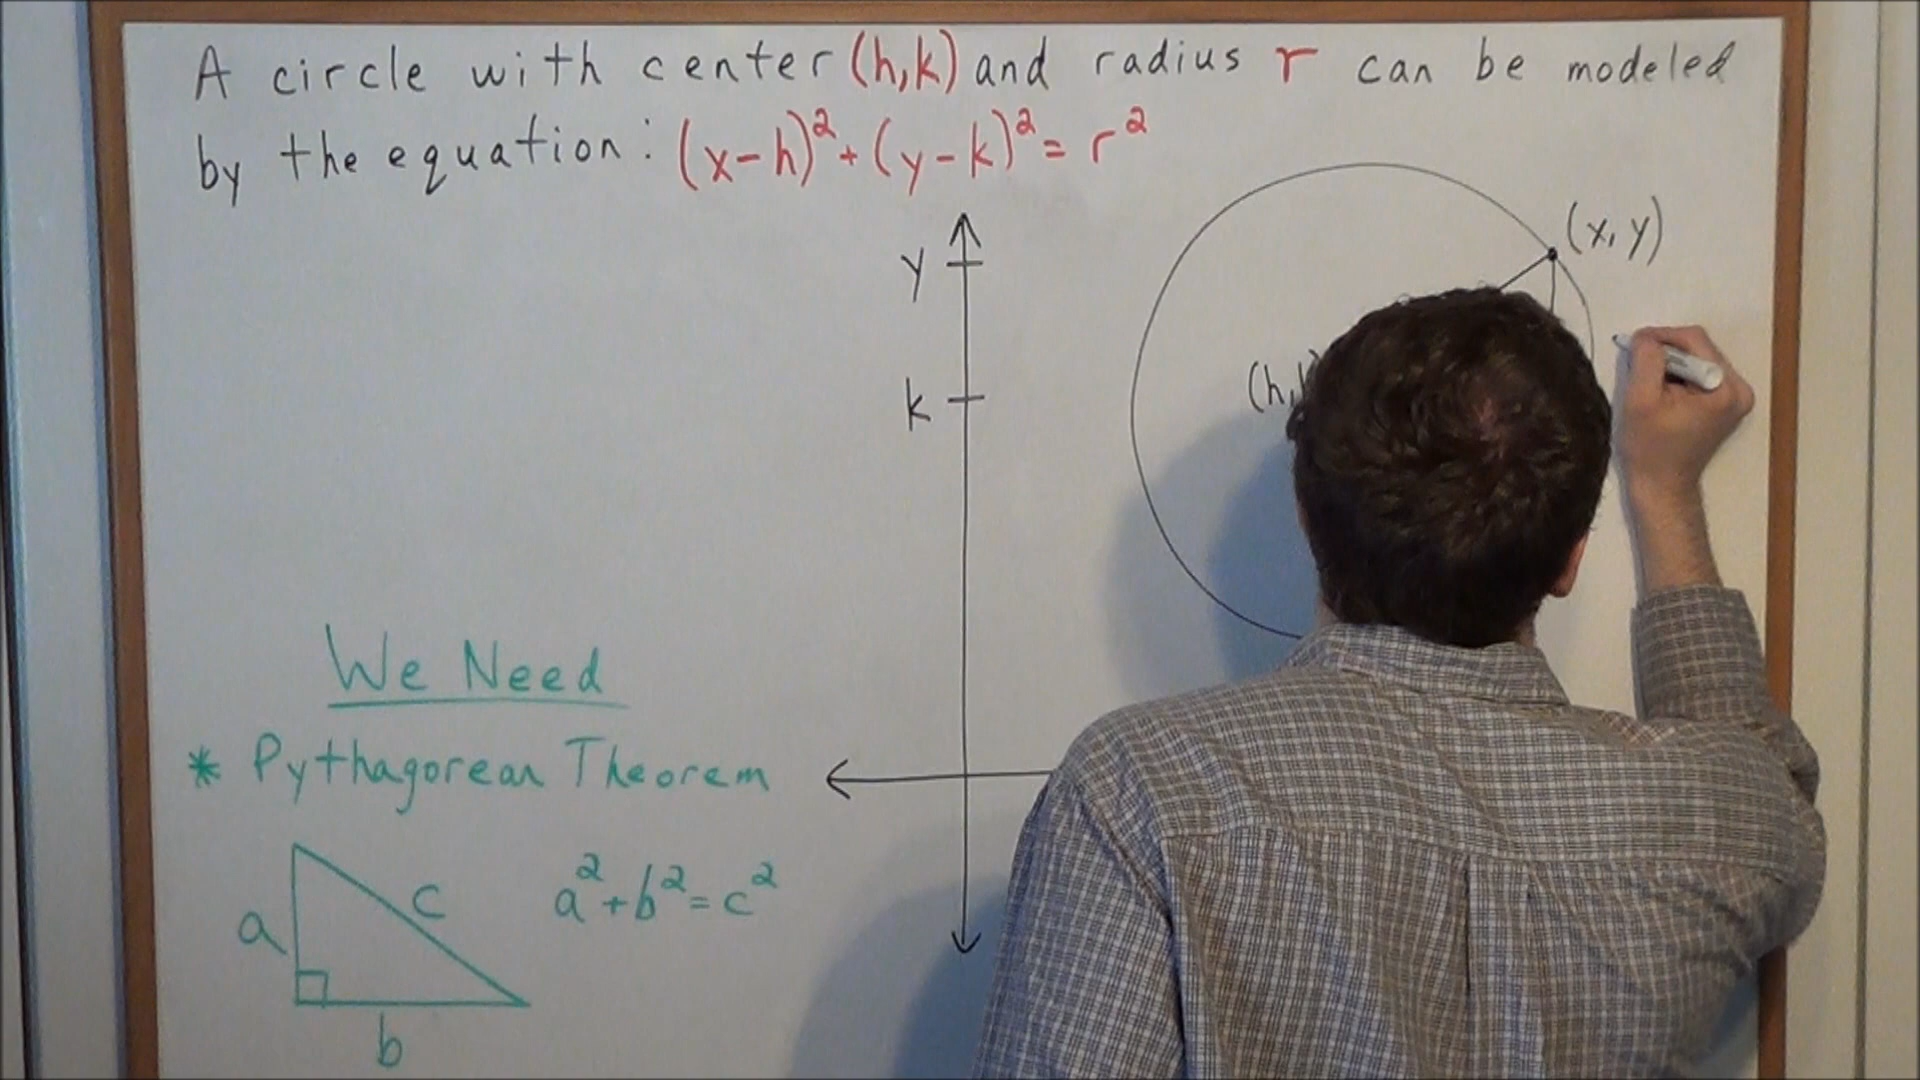 A circle with center (h,k) and radius r can be modeled
by the equation: (x-h)²+(y-k)²=r²
(x, y)
y
k
(h,
We Need
* Pythagorean Theorem
a
c
b
a²+b²=c²